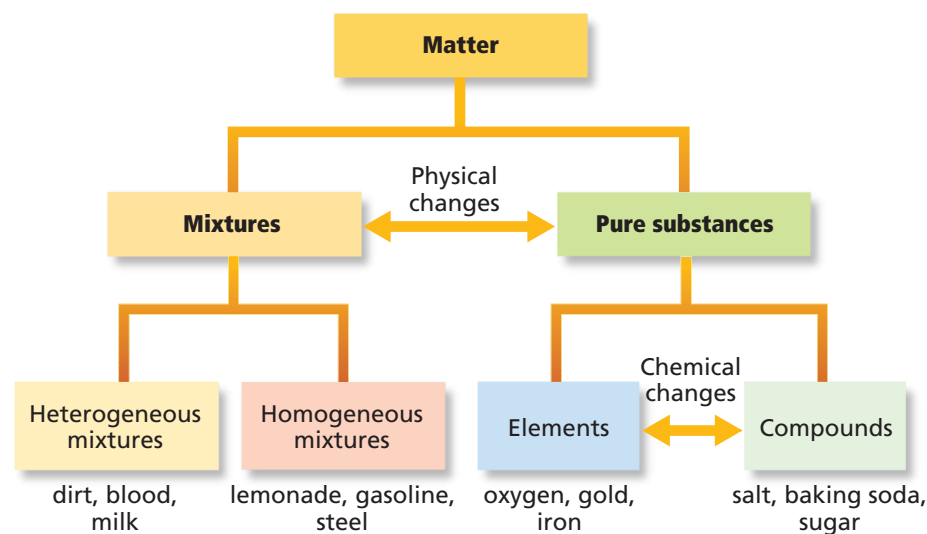 Matter
Physical
changes
Mixtures
Pure substances
Chemical
changes
Heterogeneous
mixtures
Homogeneous
mixtures
Elements
Compounds
dirt, blood,
milk
lemonade, gasoline,
steel
oxygen, gold,
iron
salt, baking soda,
sugar